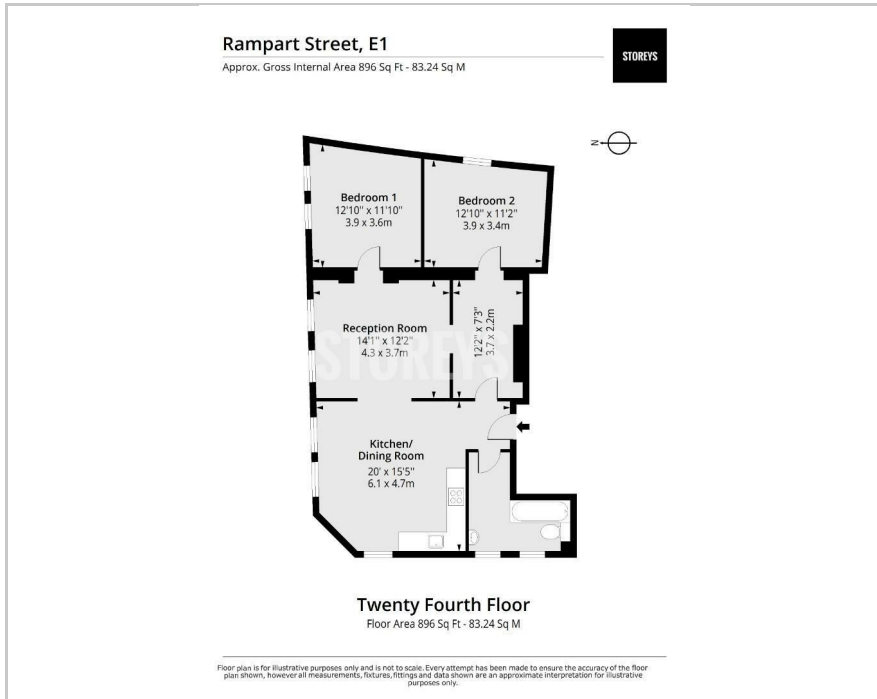 Rampart Street, E1
Approx. Gross Internal Area 896 Sq Ft - 83.24 Sq M
STOREYS
N
Bedroom 1
12'10" x 11'10"
3.9 x 3.6m
Bedroom 2
12'10" x 11'2"
3.9 x 3.4m
Reception Room
14'1" x 12'2"
4.3 x 3.7m
12'2" x 7'3"
3.7 x 2.2m
STOREYS
Kitchen/
Dining Room
20' x 15'5"
6.1 x 4.7m
Twenty Fourth Floor
Floor Area 896 Sq Ft - 83.24 Sq M
Floor plan is for illustrative purposes only and is not to scale. Every attempt has been made to ensure the accuracy of the floor
plan shown, however all measurements, fixtures, fittings and data shown are an approximate interpretation for illustrative
purposes only.